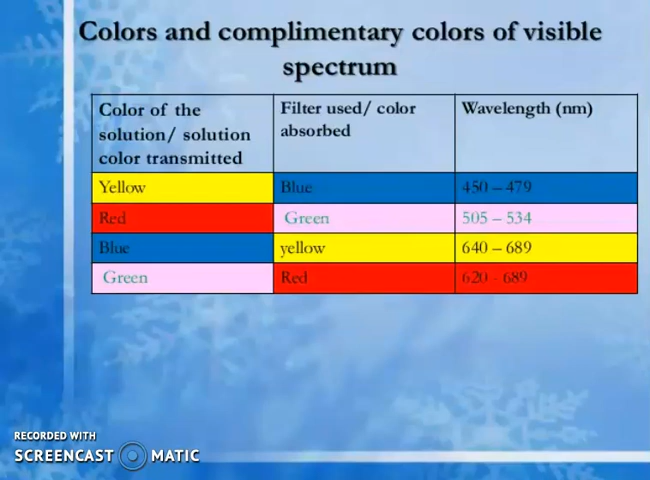 Colors and complimentary colors of visible
spectrum
Color of the
solution/ solution
color transmitted
Filter used/ color
absorbed
Wavelength (nm)
Yellow
Blue
450 – 479
Red
Green
505 – 534
Blue
yellow
640 – 689
Green
Red
620 - 689
RECORDED WITH
SCREENCAST MATIC